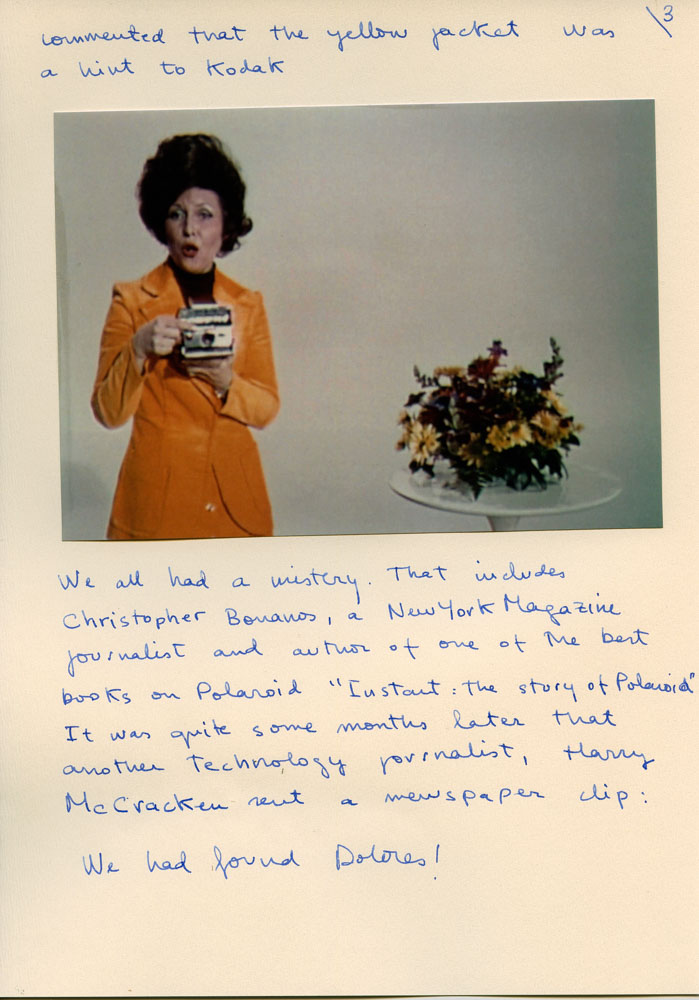 \3
commented that the yellow jacket was
a hint to Kodak
We all had a mistery. That includes
Christopher Bonanos, a New York Magazine
journalist and author of one of the best
books on Polaroid "Instant: the story of Polaroid"
It was quite some months later that
another technology journalist, Harry
McCracken sent a newspaper clip:
We had found Dolores!